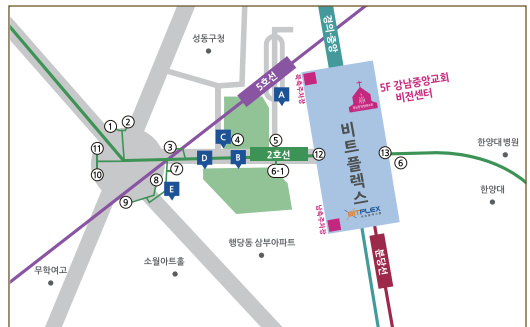 경의·중앙
성동구청
5호선
북측주차장
5F 강남중앙교회
비전센터
A
1
2
3
C
4
5
2호선
12
비트플렉스
13
6
한양대병원
11
10
D
B
6-1
7
8
E
9
한양대
BITPLEX
남측주차장
행당동 삼부아파트
소월아트홀
무학여고
분당선